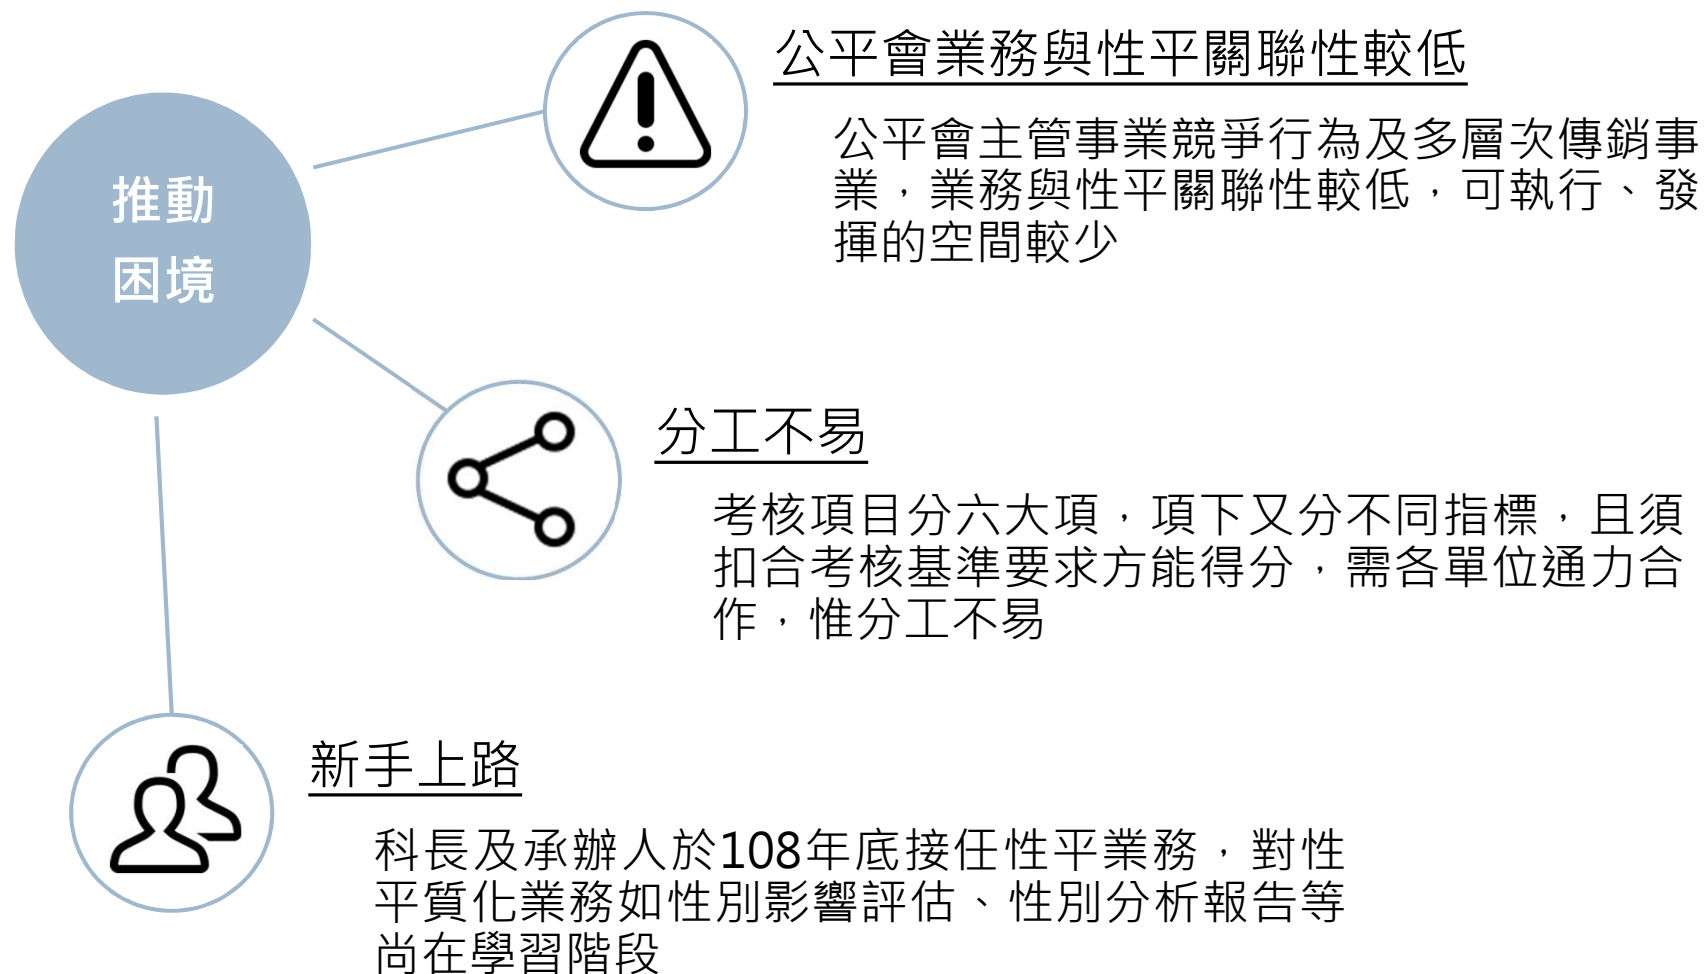 推動
困境
公平會業務與性平關聯性較低
公平會主管事業競爭行為及多層次傳銷事
業，業務與性平關聯性較低，可執行、發
揮的空間較少
分工不易
考核項目分六大項，項下又分不同指標，且須
扣合考核基準要求方能得分，需各單位通力合
作，惟分工不易
新手上路
科長及承辦人於108年底接任性平業務，對性
平質化業務如性別影響評估、性別分析報告等
尚在學習階段